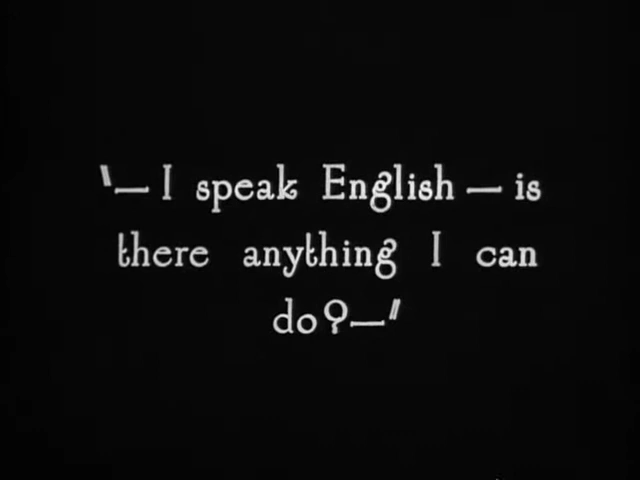 "—I speak English — is
there anything I can
do?—"